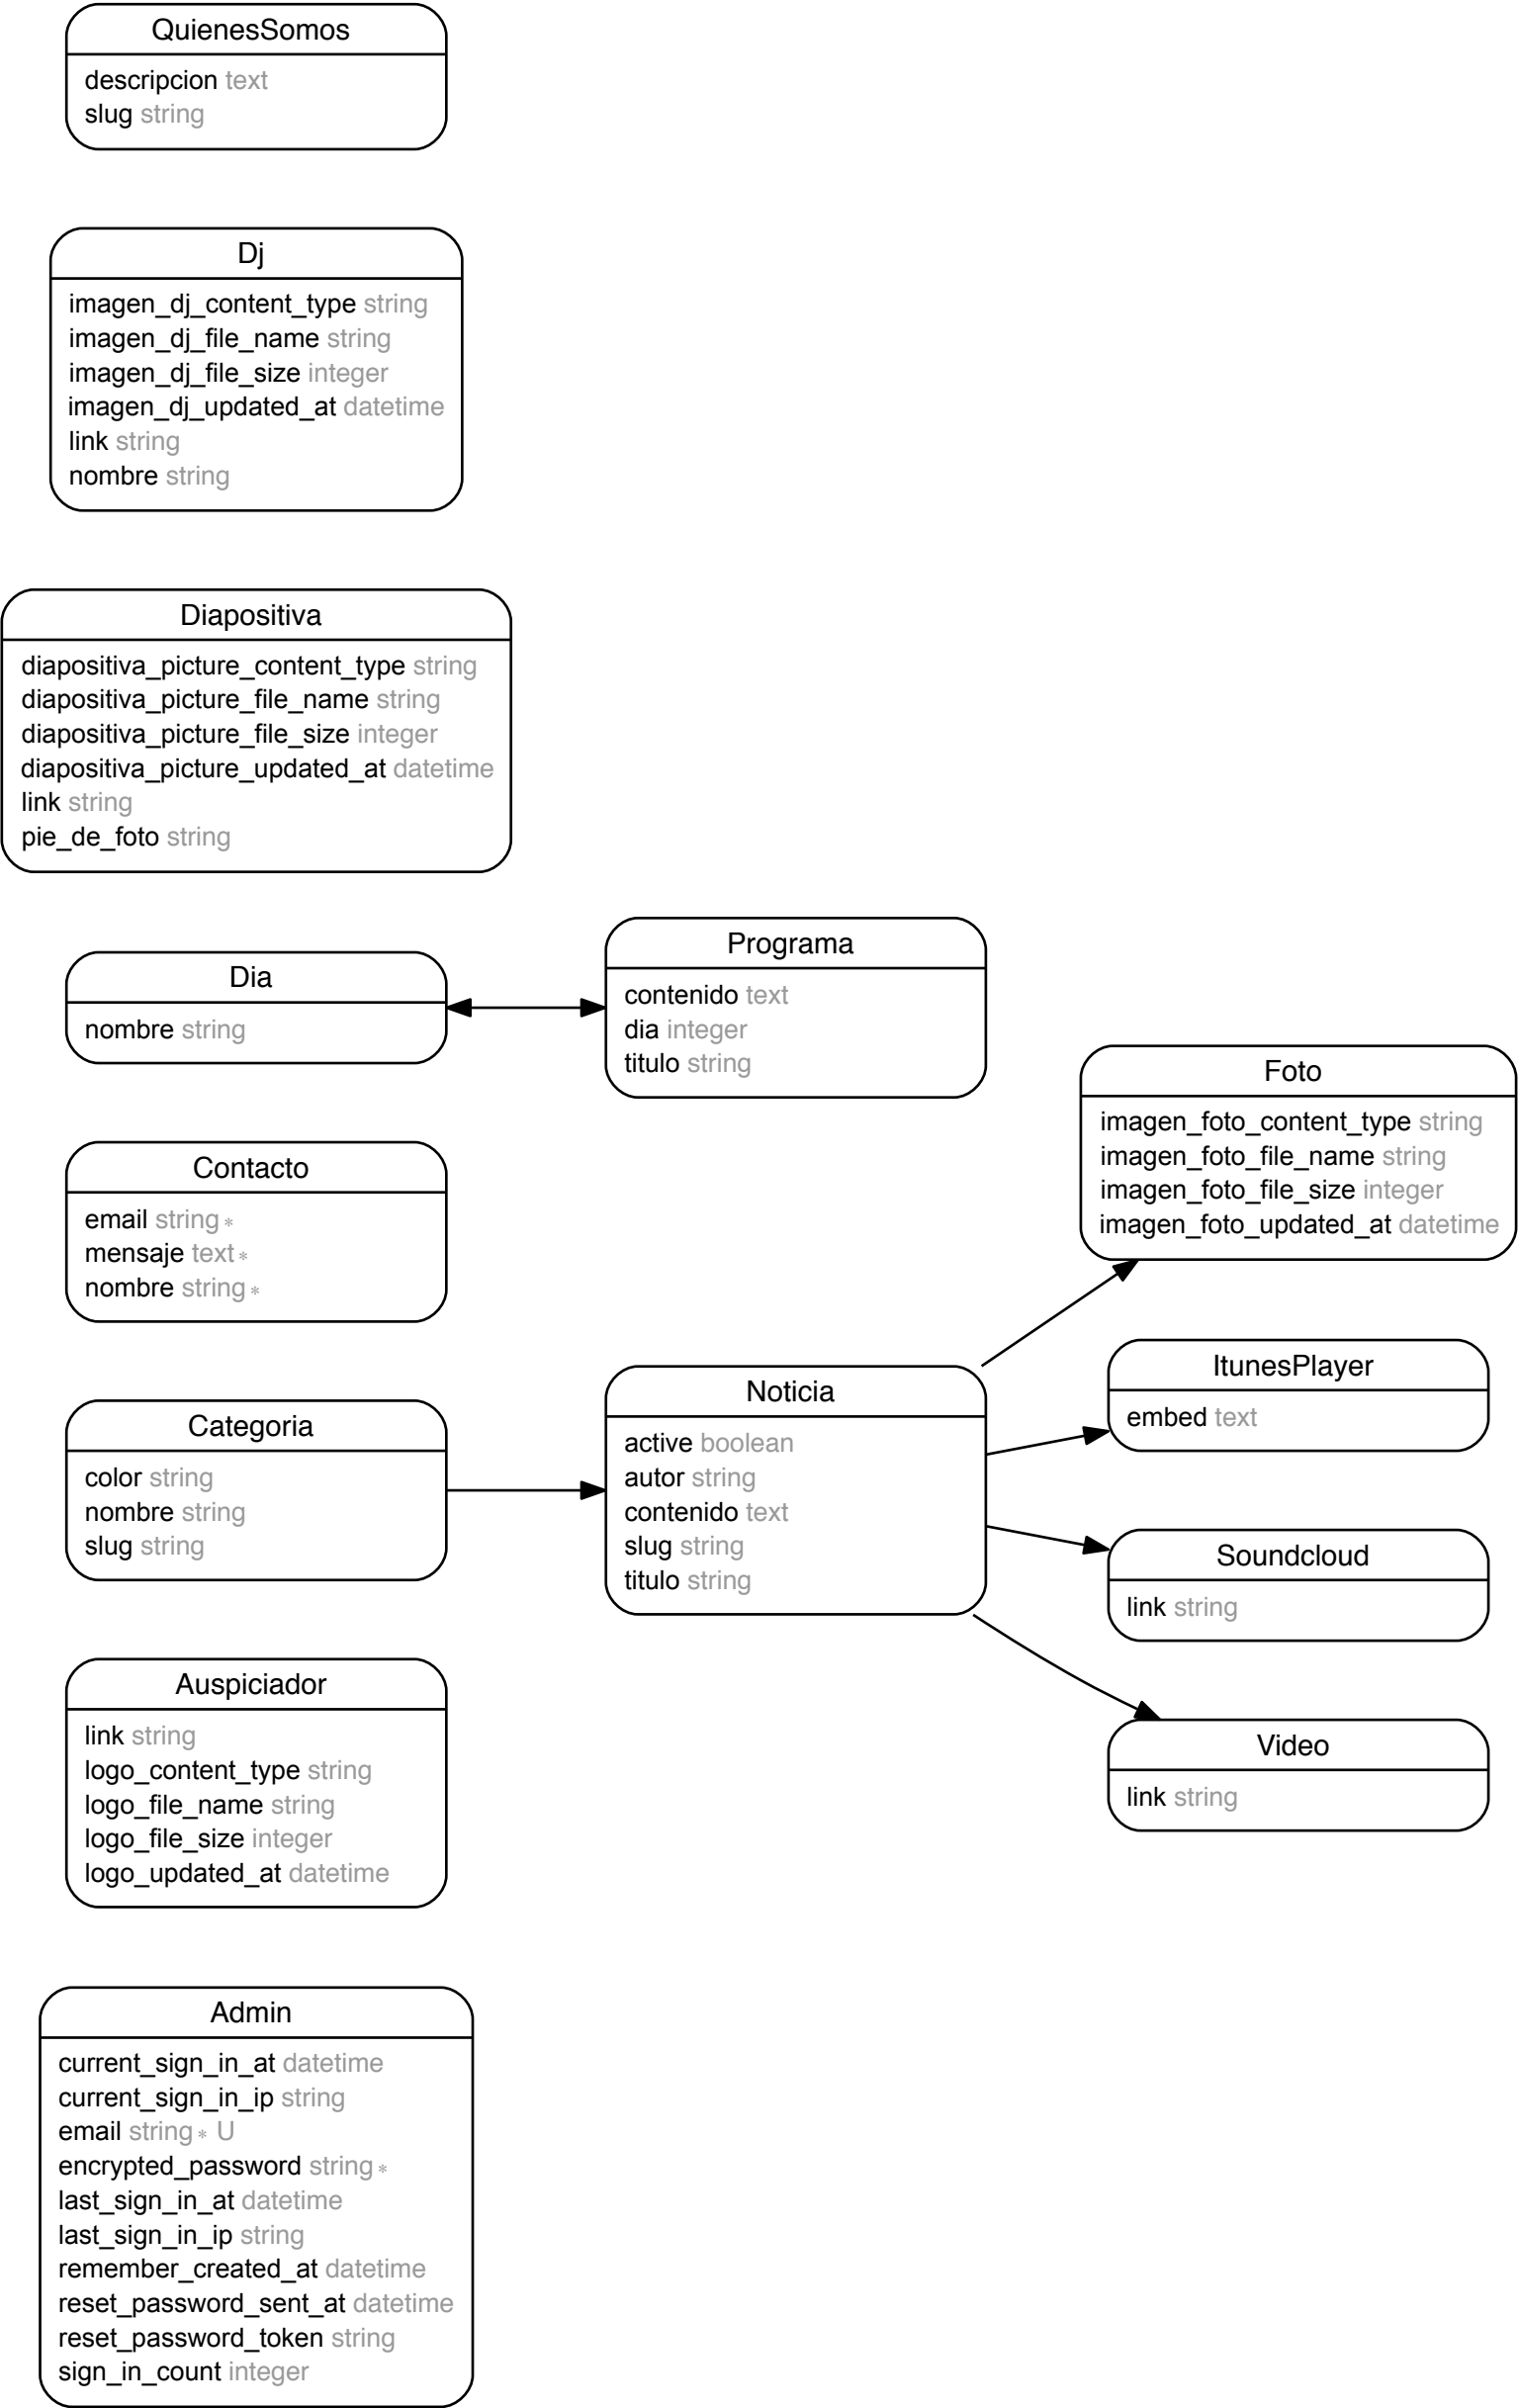 QuienesSomos
descripcion text
slug string
Dj
imagen_dj_content_type string
imagen_dj_file_name string
imagen_dj_file_size integer
imagen_dj_updated_at datetime
link string
nombre string
Diapositiva
diapositiva_picture_content_type string
diapositiva_picture_file_name string
diapositiva_picture_file_size integer
diapositiva_picture_updated_at datetime
link string
pie_de_foto string
Dia
nombre string
Programa
contenido text
dia integer
titulo string
Contacto
email string *
mensaje text *
nombre string *
Foto
imagen_foto_content_type string
imagen_foto_file_name string
imagen_foto_file_size integer
imagen_foto_updated_at datetime
Categoria
color string
nombre string
slug string
Noticia
active boolean
autor string
contenido text
slug string
titulo string
ItunesPlayer
embed text
Soundcloud
link string
Video
link string
Auspiciador
link string
logo_content_type string
logo_file_name string
logo_file_size integer
logo_updated_at datetime
Admin
current_sign_in_at datetime
current_sign_in_ip string
email string * U
encrypted_password string *
last_sign_in_at datetime
last_sign_in_ip string
remember_created_at datetime
reset_password_sent_at datetime
reset_password_token string
sign_in_count integer